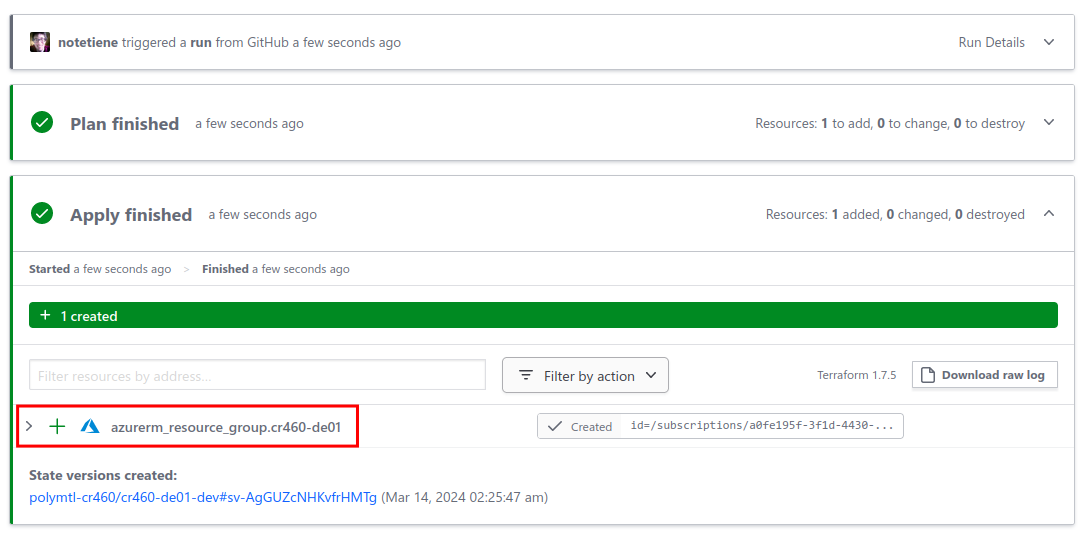 notetiene triggered a run from GitHub a few seconds ago Run Details
Plan finished a few seconds ago Resources: 1 to add, 0 to change, 0 to destroy
Apply finished a few seconds ago Resources: 1 added, 0 changed, 0 destroyed
Started a few seconds ago > Finished a few seconds ago
+ 1 created
Filter resources by address... Filter by action Terraform 1.7.5 Download raw log
azurerm_resource_group.cr460-de01 Created id=/subscriptions/a0fe195f-3f1d-4430-...
State versions created:
polymtl-cr460/cr460-de01-dev#sv-AgGUZcNHKvfrHMTg (Mar 14, 2024 02:25:47 am)